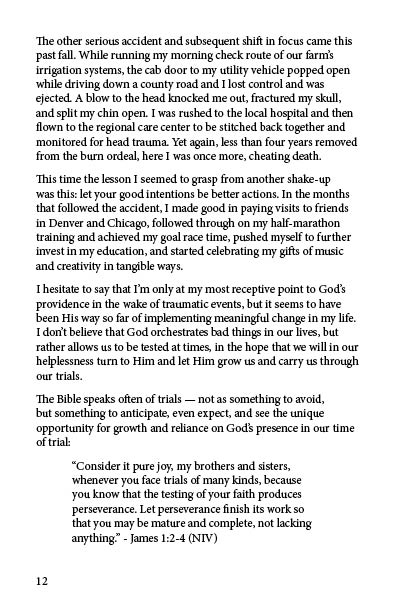 The other serious accident and subsequent shift in focus came this
past fall. While running my morning check route of our farm's
irrigation systems, the cab door to my utility vehicle popped open
while driving down a county road and I lost control and was
ejected. A blow to the head knocked me out, fractured my skull,
and split my chin open. I was rushed to the local hospital and then
flown to the regional care center to be stitched back together and
monitored for head trauma. Yet again, less than four years removed
from the burn ordeal, here I was once more, cheating death.
This time the lesson I seemed to grasp from another shake-up
was this: let your good intentions be better actions. In the months
that followed the accident, I made good in paying visits to friends
in Denver and Chicago, followed through on my half-marathon
training and achieved my goal race time, pushed myself to further
invest in my education, and started celebrating my gifts of music
and creativity in tangible ways.
I hesitate to say that I'm only at my most receptive point to God's
providence in the wake of traumatic events, but it seems to have
been His way so far of implementing meaningful change in my life.
I don't believe that God orchestrates bad things in our lives, but
rather allows us to be tested at times, in the hope that we will in our
helplessness turn to Him and let Him grow us and carry us through
our trials.
The Bible speaks often of trials — not as something to avoid,
but something to anticipate, even expect, and see the unique
opportunity for growth and reliance on God's presence in our time
of trial:
“Consider it pure joy, my brothers and sisters,
whenever you face trials of many kinds, because
you know that the testing of your faith produces
perseverance. Let perseverance finish its work so
that you may be mature and complete, not lacking
anything.” - James 1:2-4 (NIV)
12